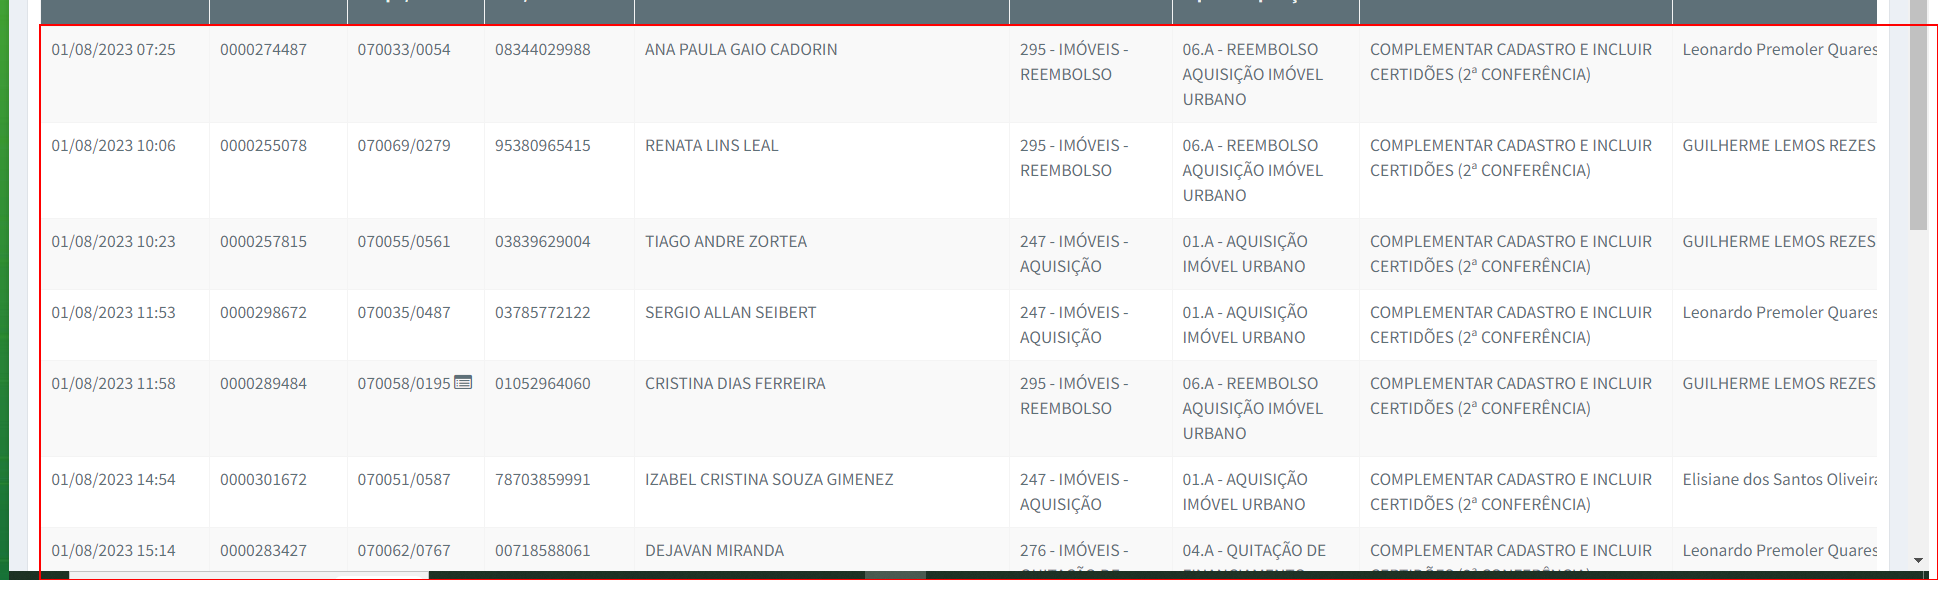 01/08/2023 07:25 0000274487 070033/0054 08344029988 ANA PAULA GAIO CADORIN 295 - IMÓVEIS - 06.A - REEMBOLSO COMPLEMENTAR CADASTRO E INCLUIR Leonardo Premoler Quares
REEMBOLSO AQUISIÇÃO IMÓVEL CERTIDÕES (2ª CONFERÊNCIA)
URBANO
01/08/2023 10:06 0000255078 070069/0279 95380965415 RENATA LINS LEAL 295 - IMÓVEIS - 06.A - REEMBOLSO COMPLEMENTAR CADASTRO E INCLUIR GUILHERME LEMOS REZES
REEMBOLSO AQUISIÇÃO IMÓVEL CERTIDÕES (2ª CONFERÊNCIA)
URBANO
01/08/2023 10:23 0000257815 070055/0561 03839629004 TIAGO ANDRE ZORTEA 247 - IMÓVEIS - 01.A - AQUISIÇÃO COMPLEMENTAR CADASTRO E INCLUIR GUILHERME LEMOS REZES
AQUISIÇÃO IMÓVEL URBANO CERTIDÕES (2ª CONFERÊNCIA)
01/08/2023 11:53 0000298672 070035/0487 03785772122 SERGIO ALLAN SEIBERT 247 - IMÓVEIS - 01.A - AQUISIÇÃO COMPLEMENTAR CADASTRO E INCLUIR Leonardo Premoler Quares
AQUISIÇÃO IMÓVEL URBANO CERTIDÕES (2ª CONFERÊNCIA)
01/08/2023 11:58 0000289484 070058/0195 01052964060 CRISTINA DIAS FERREIRA 295 - IMÓVEIS - 06.A - REEMBOLSO COMPLEMENTAR CADASTRO E INCLUIR GUILHERME LEMOS REZES
REEMBOLSO AQUISIÇÃO IMÓVEL CERTIDÕES (2ª CONFERÊNCIA)
URBANO
01/08/2023 14:54 0000301672 070051/0587 78703859991 IZABEL CRISTINA SOUZA GIMENEZ 247 - IMÓVEIS - 01.A - AQUISIÇÃO COMPLEMENTAR CADASTRO E INCLUIR Elisiane dos Santos Oliveira
AQUISIÇÃO IMÓVEL URBANO CERTIDÕES (2ª CONFERÊNCIA)
01/08/2023 15:14 0000283427 070062/0767 00718588061 DEJAVAN MIRANDA 276 - IMÓVEIS - 04.A - QUITAÇÃO DE COMPLEMENTAR CADASTRO E INCLUIR Leonardo Premoler Quares